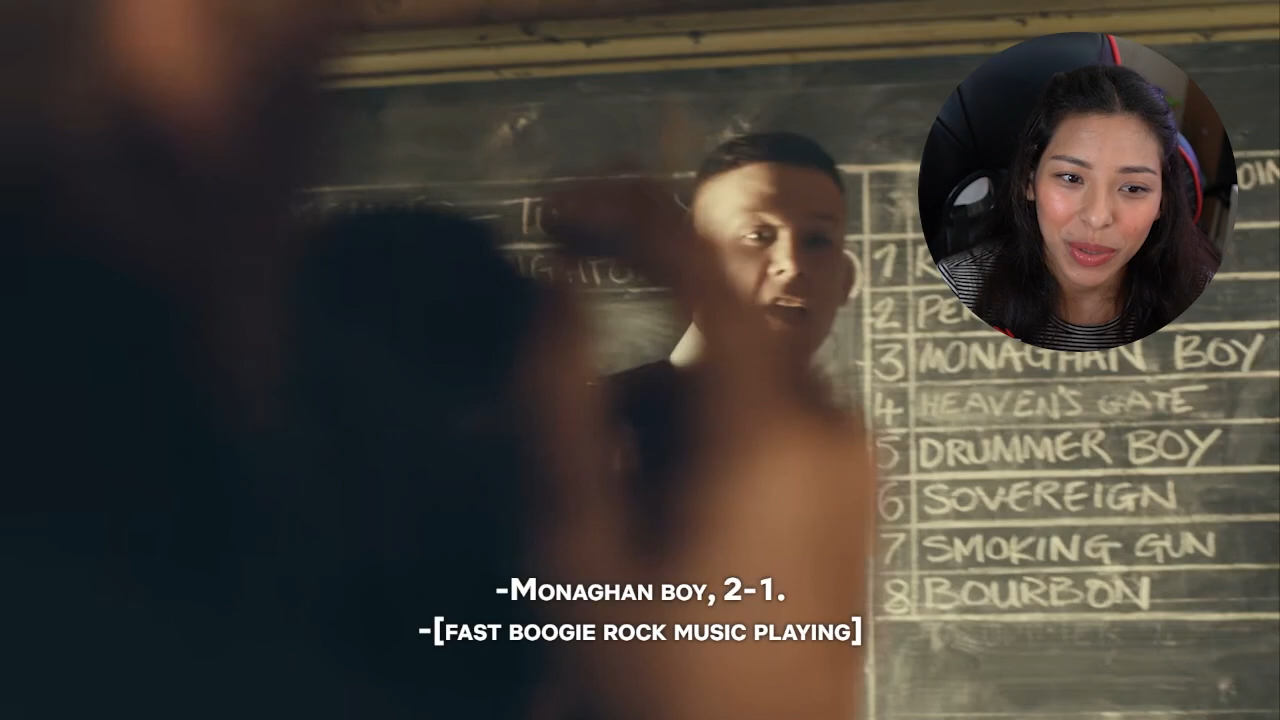 1
2
3 MONAGHAN BOY
4 HEAVEN'S GATE
5 DRUMMER BOY
6 SOVEREIGN
7 SMOKING GUN
8 BOURBON
-MONAGHAN BOY, 2-1.
-[FAST BOOGIE ROCK MUSIC PLAYING]